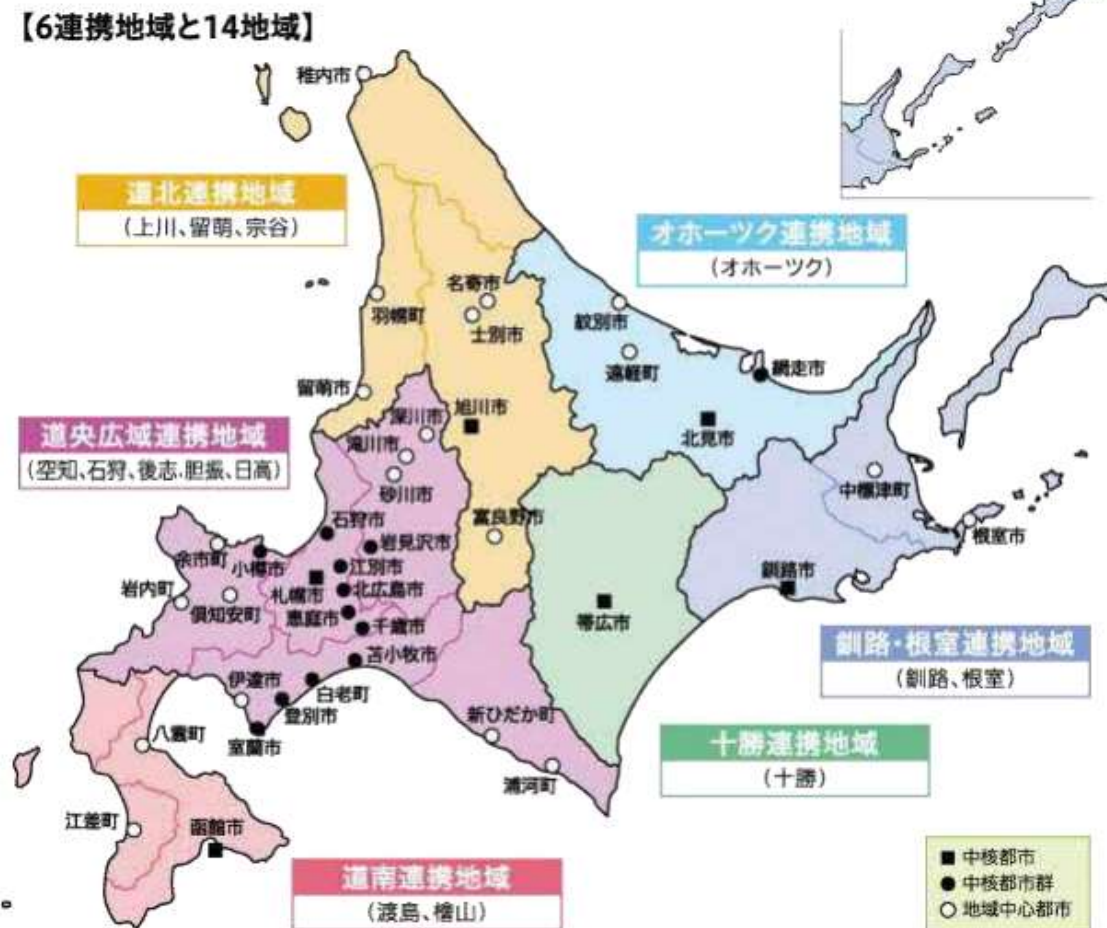 【6連携地域と14地域】
稚内市
道北連携地域
(上川、留萌、宗谷)
オホーツク連携地域
(オホーツク)
名寄市
羽幌町
士別市
紋別市
遠軽町
網走市
留萌市
深川市
旭川市
北見市
道央広域連携地域
(空知、石狩、後志、胆振、日高)
滝川市
砂川市
中標津町
石狩市
富良野市
岩見沢市
余市町
小樽市
江別市
根室市
岩内町
札幌市
北広島市
釧路市
倶知安町
恵庭市
千歳市
帯広市
苫小牧市
釧路・根室連携地域
(釧路、根室)
伊達市
白老町
登別市
新ひだか町
八雲町
室蘭市
十勝連携地域
(十勝)
浦河町
江差町
函館市
道南連携地域
(渡島、檜山)
■ 中核都市
● 中核都市群
○ 地域中心都市